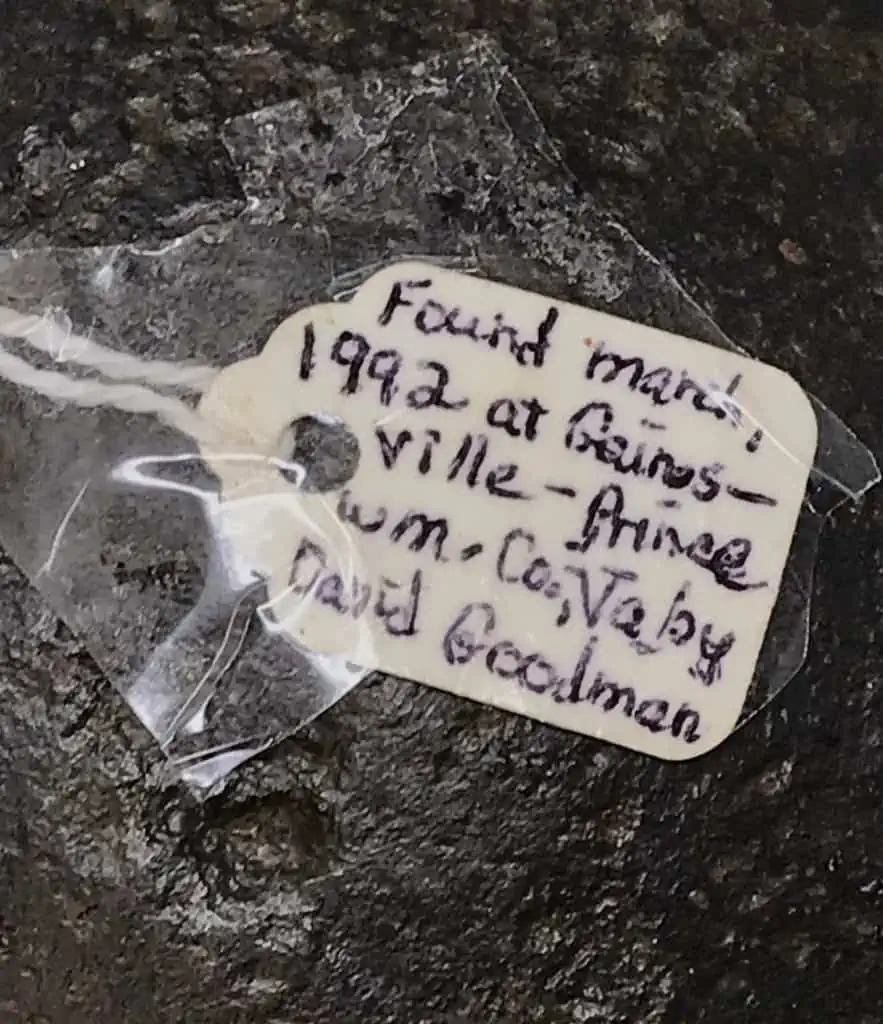 Found march,
1992 at Gaines-
ville - Prince
wm. Co., Va, by
David Goodman